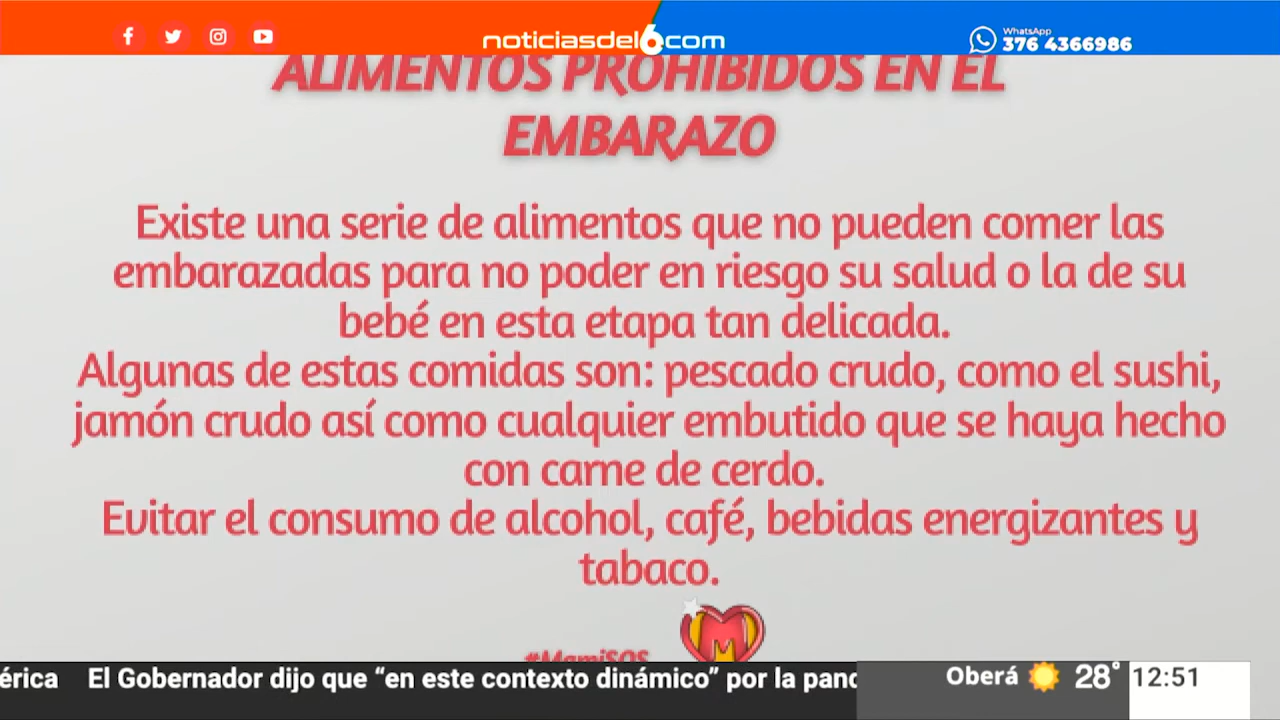 noticiasdel6.com
WhatsApp
376 4366986
ALIMENTOS PROHIBIDOS EN EL
EMBARAZO
Existe una serie de alimentos que no pueden comer las
embarazadas para no poder en riesgo su salud o la de su
bebé en esta etapa tan delicada.
Algunas de estas comidas son: pescado crudo, como el sushi,
jamón crudo así como cualquier embutido que se haya hecho
con carne de cerdo.
Evitar el consumo de alcohol, café, bebidas energizantes y
tabaco.
#MamiSOS
M
érica El Gobernador dijo que “en este contexto dinámico” por la pand
Oberá 28° 12:51